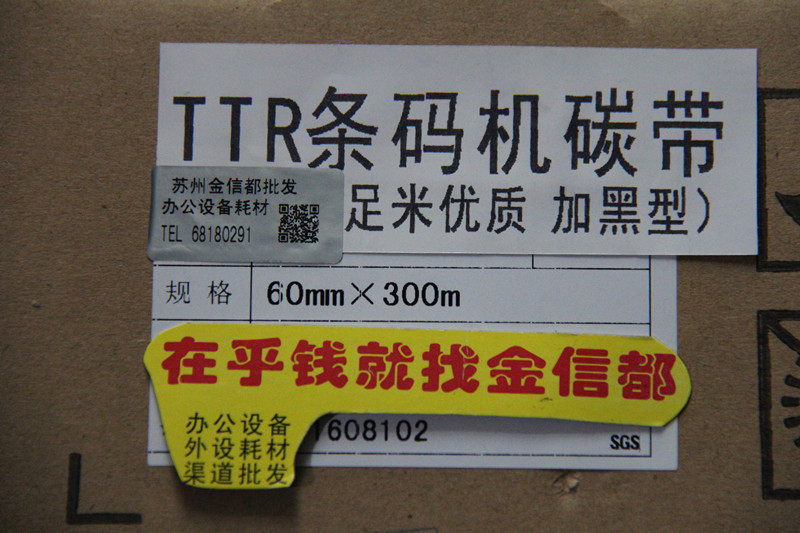 TTR条码机碳带
足米优质 加黑型)
苏州金信都批发
办公设备耗材
TEL 68180291
规 格 60mm×300m
在乎钱就找金信都
办公设备
外设耗材
渠道批发
1608102
SGS